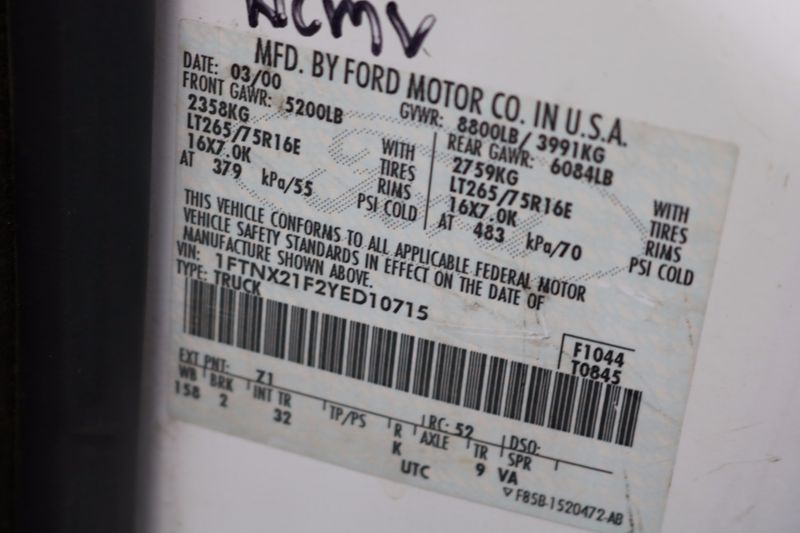 MFD. BY FORD MOTOR CO. IN U.S.A.
DATE: 03/00 GVWR: 8800LB/ 3991KG
FRONT GAWR: 5200LB REAR GAWR: 6084LB
2358KG WITH 2759KG WITH
LT265/75R16E TIRES LT265/75R16E TIRES
16X7.0K RIMS 16X7.0K RIMS
AT 379 kPa/55 PSI COLD AT 483 kPa/70 PSI COLD
THIS VEHICLE CONFORMS TO ALL APPLICABLE FEDERAL MOTOR
VEHICLE SAFETY STANDARDS IN EFFECT ON THE DATE OF
MANUFACTURE SHOWN ABOVE.
VIN: 1FTNX21F2YED10715
TYPE: TRUCK
F1044
T0845
EXT PNT: Z1 RC: 52 DSO:
WB BRK INT TR TP/PS R AXLE TR SPR
158 2 32 K 9 VA
UTC
F85B-1520472-AB